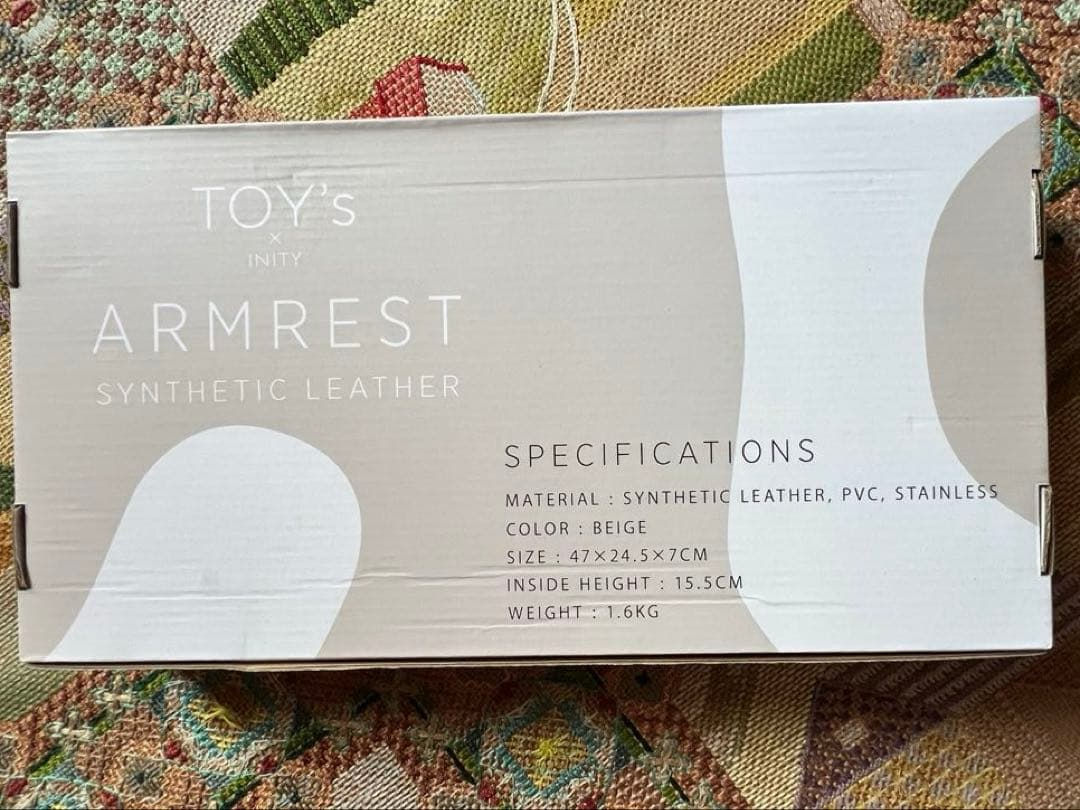 TOY's
×
INITY
ARMREST
SYNTHETIC LEATHER
SPECIFICATIONS
MATERIAL : SYNTHETIC LEATHER, PVC, STAINLESS
COLOR : BEIGE
SIZE : 47×24.5×7CM
INSIDE HEIGHT : 15.5CM
WEIGHT : 1.6KG